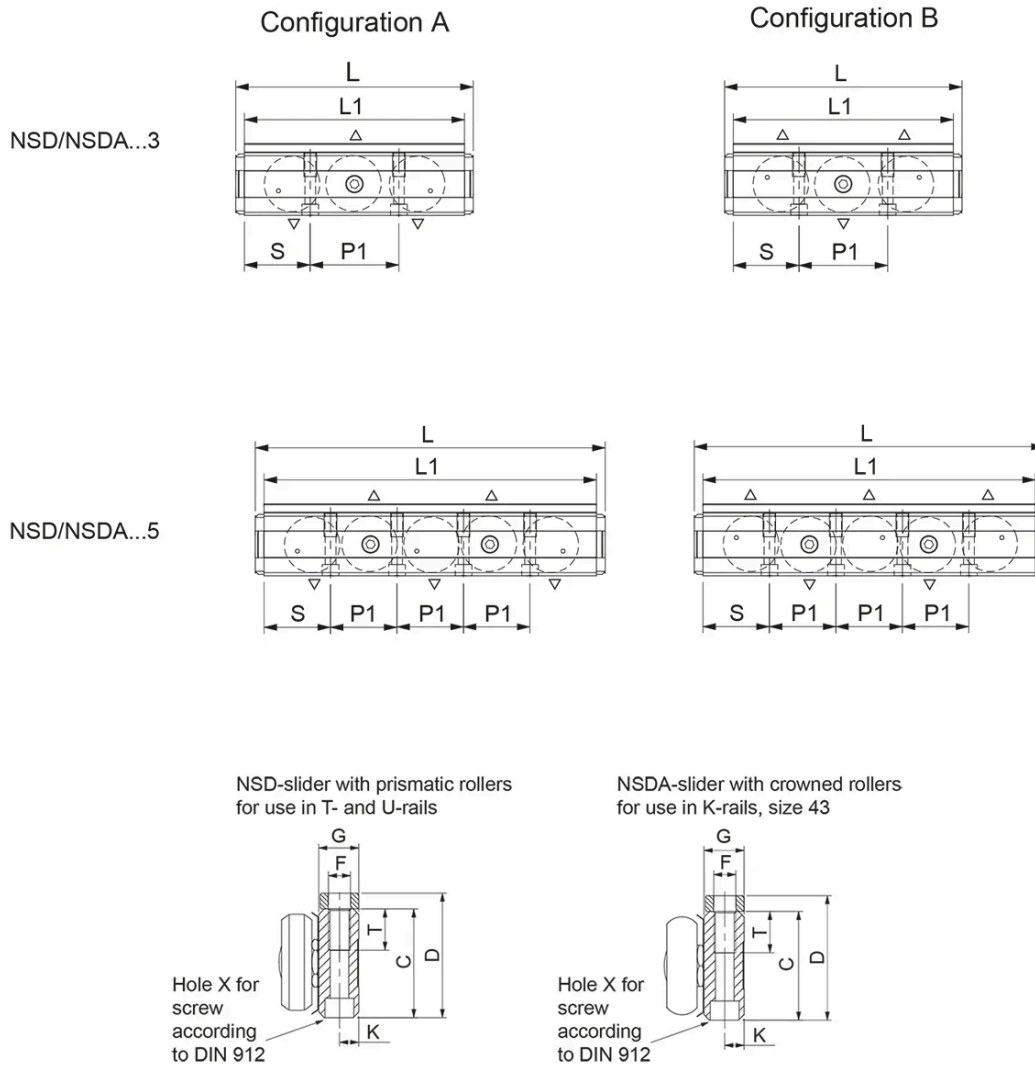 Configuration A
Configuration B
NSD/NSDA...3
L
L1
S
P1
L
L1
S
P1
NSD/NSDA...5
L
L1
S
P1
P1
P1
L
L1
S
P1
P1
P1
NSD-slider with prismatic rollers
for use in T- and U-rails
G
F
T
C
D
K
Hole X for
screw
according
to DIN 912
NSDA-slider with crowned rollers
for use in K-rails, size 43
G
F
T
C
D
K
Hole X for
screw
according
to DIN 912